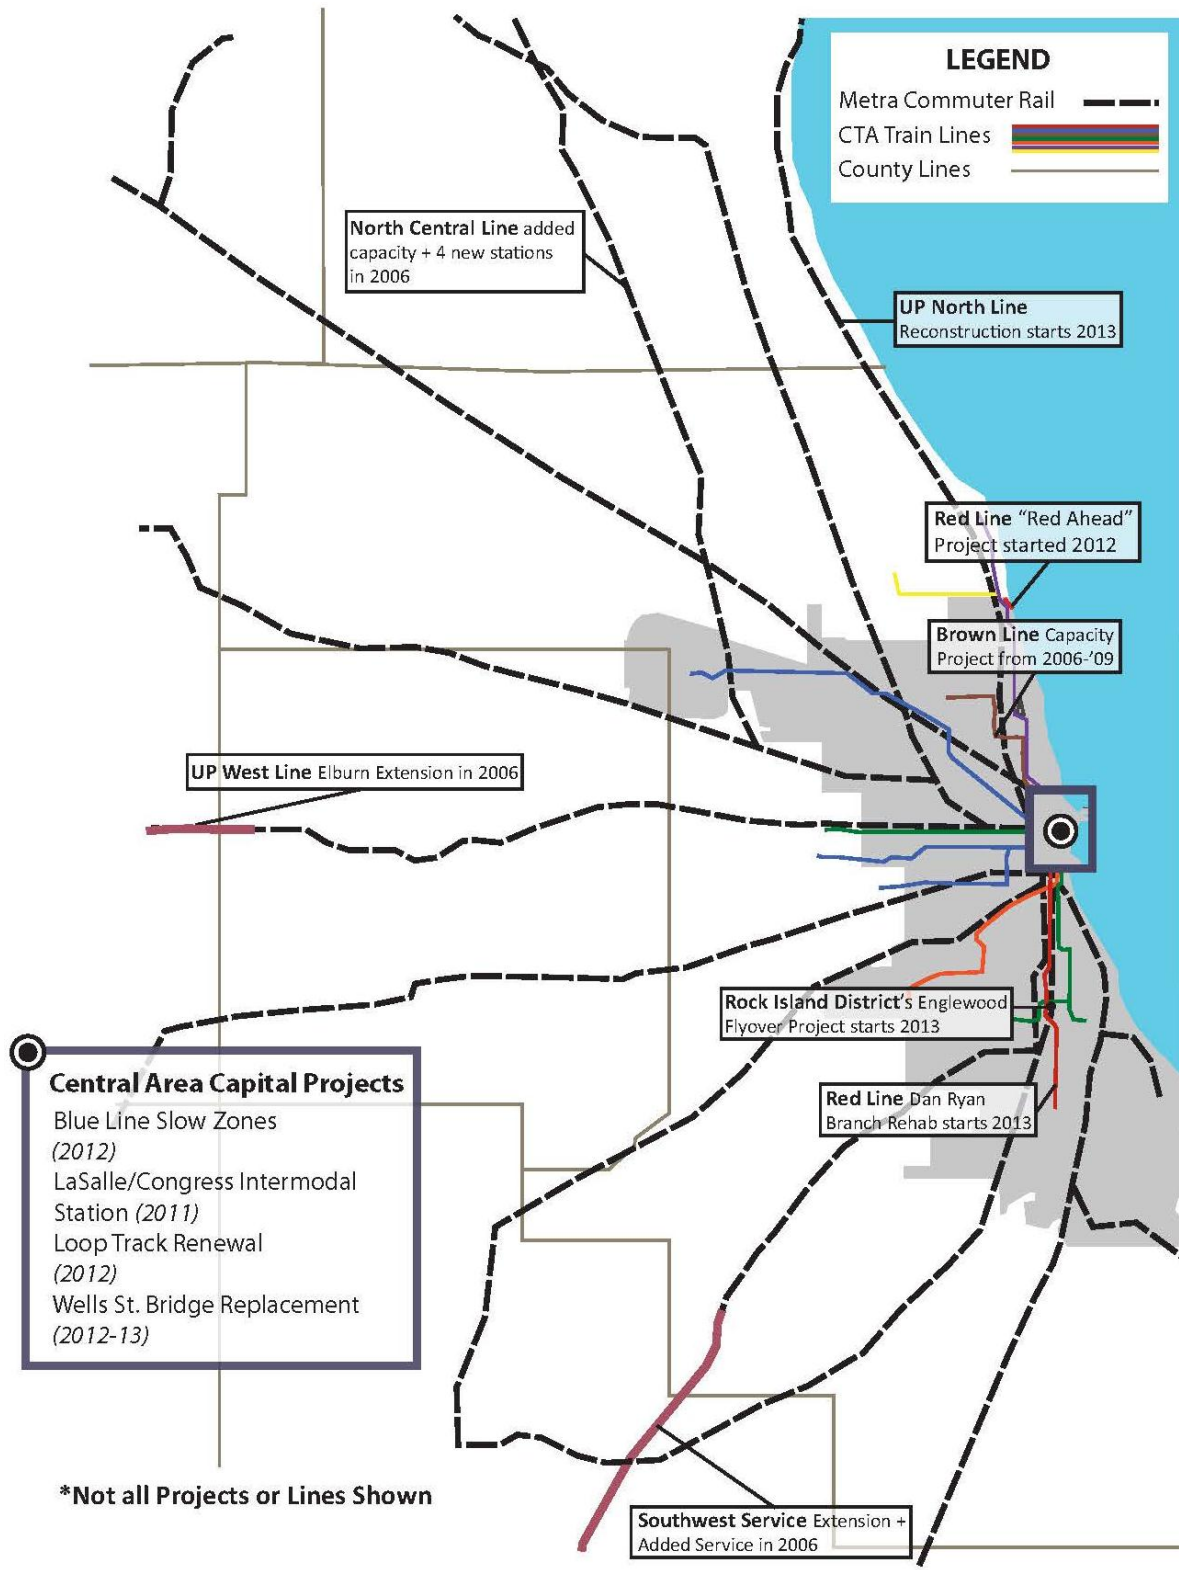 LEGEND
Metra Commuter Rail
CTA Train Lines
County Lines
North Central Line added
capacity + 4 new stations
in 2006
UP North Line
Reconstruction starts 2013
Red Line “Red Ahead”
Project started 2012
Brown Line Capacity
Project from 2006-’09
UP West Line Elburn Extension in 2006
Rock Island District’s Englewood
Flyover Project starts 2013
Red Line Dan Ryan
Branch Rehab starts 2013
Central Area Capital Projects
Blue Line Slow Zones
(2012)
LaSalle/Congress Intermodal
Station (2011)
Loop Track Renewal
(2012)
Wells St. Bridge Replacement
(2012-13)
*Not all Projects or Lines Shown
Southwest Service Extension +
Added Service in 2006